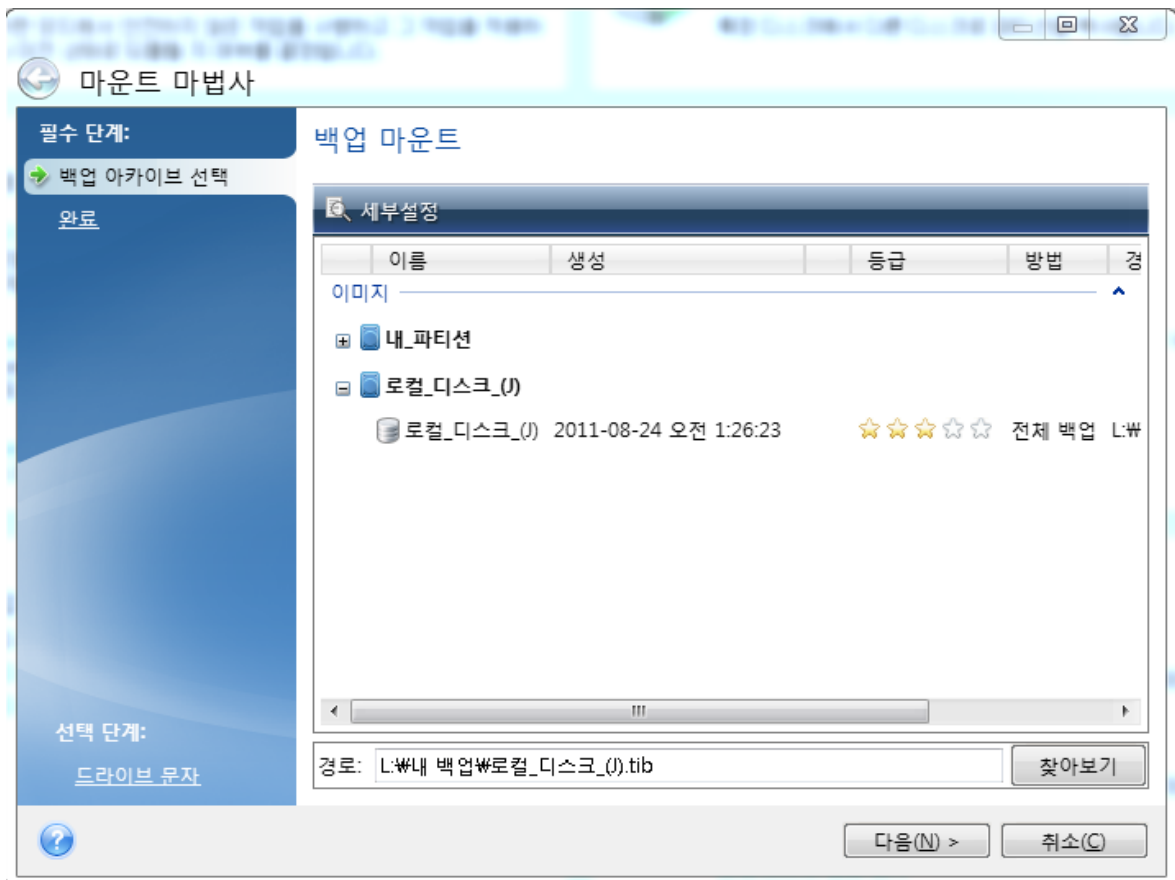 마운트 마법사
필수 단계:
백업 아카이브 선택
완료
선택 단계:
드라이브 문자
백업 마운트
세부설정
이름 생성 등급 방법 경
이미지
내_파티션
로컬_디스크_(J)
로컬_디스크_(J) 2011-08-24 오전 1:26:23 전체 백업 L:₩
경로: L:₩내 백업₩로컬_디스크_(J).tib 찾아보기
다음(N) > 취소(C)